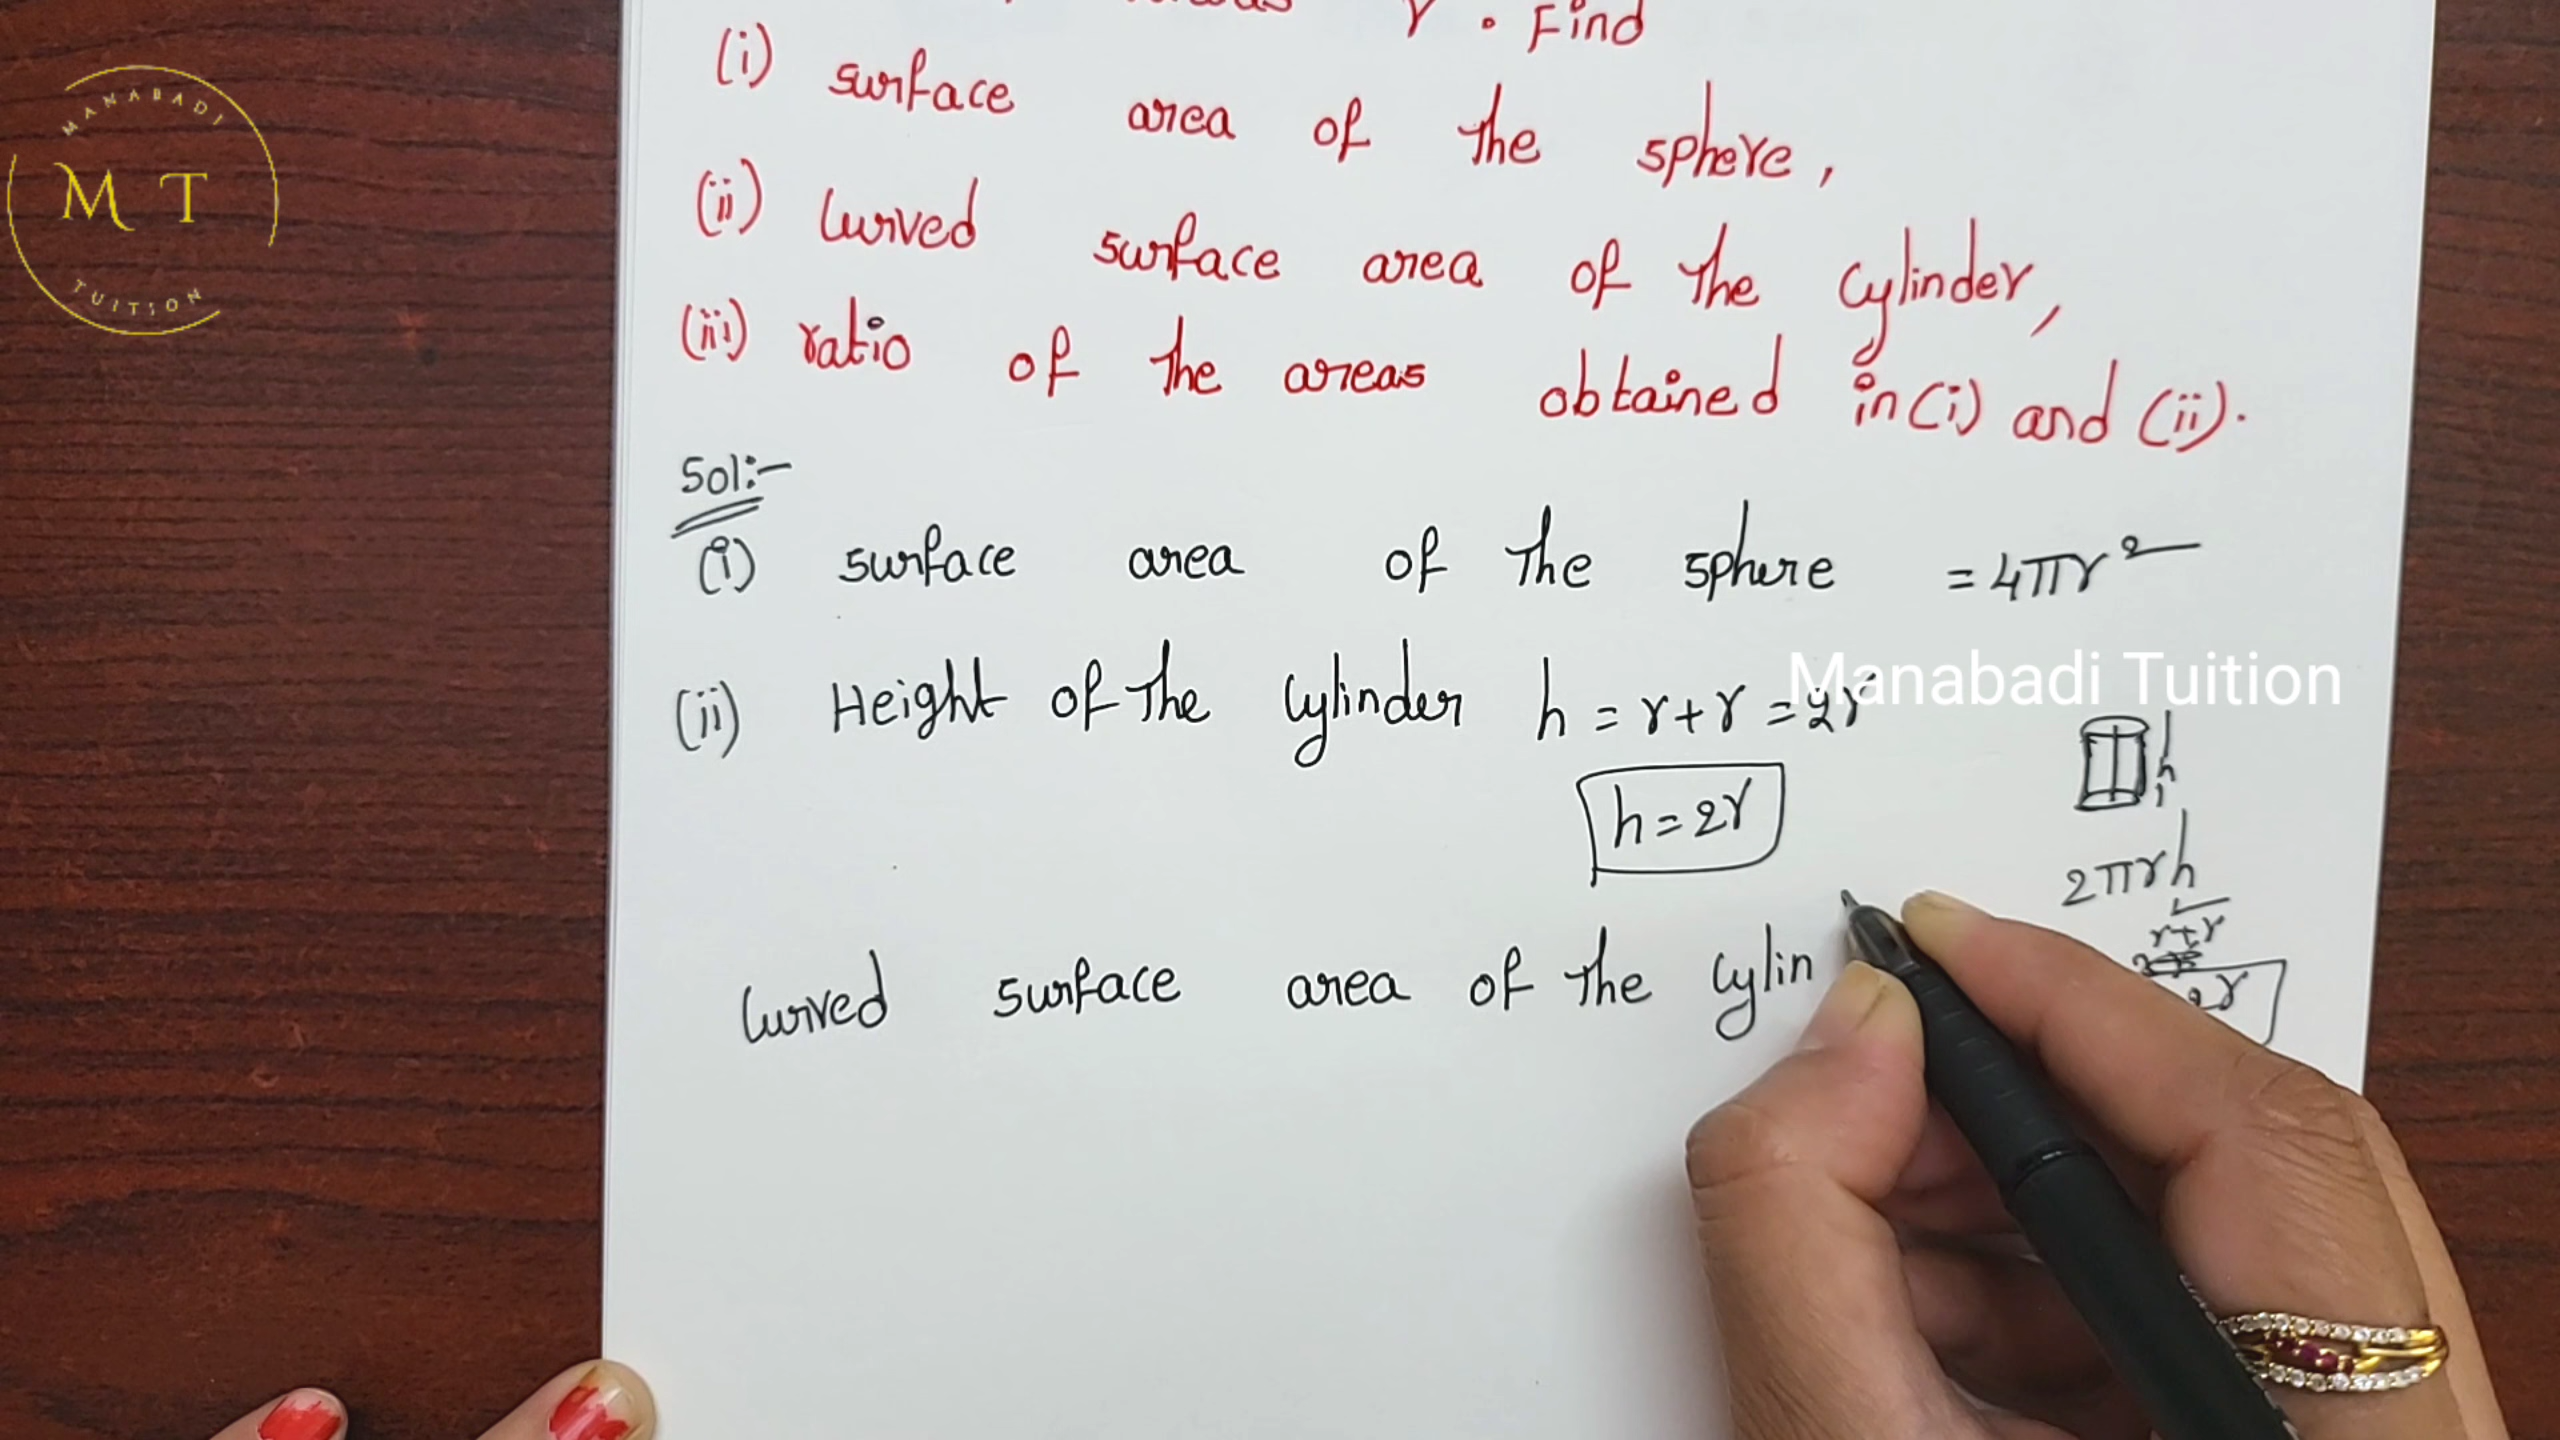 MANABADI
MT
TUITION
r. Find
(i) surface area of the sphere,
(ii) Curved surface area of the cylinder,
(iii) ratio of the areas obtained in (i) and (ii).
Sol:-
(i) surface area of the sphere = 4πr²
(ii) Height of the cylinder h = r+r = 2r
Manabadi Tuition
h = 2r
h
2πrh
r+r
2r
Curved surface area of the cylin